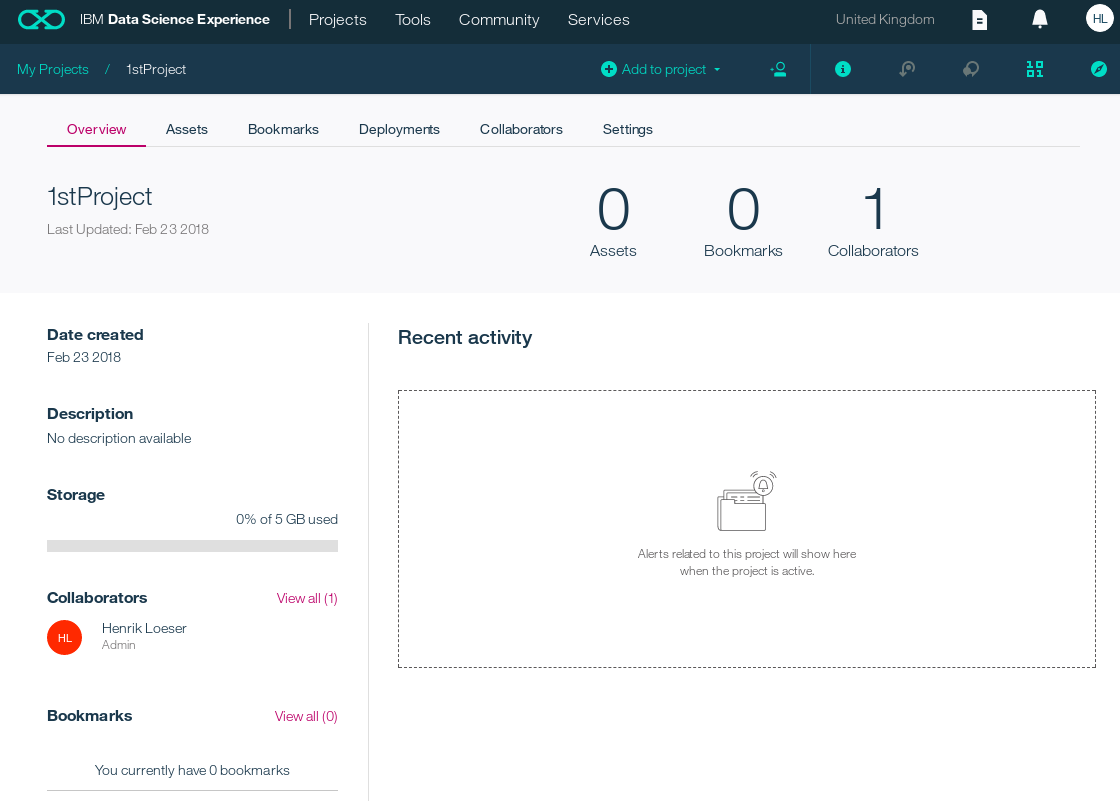 IBM Data Science Experience
Projects
Tools
Community
Services
United Kingdom
HL
My Projects / 1stProject
Add to project
Overview
Assets
Bookmarks
Deployments
Collaborators
Settings
1stProject
Last Updated: Feb 23 2018
0
Assets
0
Bookmarks
1
Collaborators
Date created
Feb 23 2018
Description
No description available
Storage
0% of 5 GB used
Collaborators
View all (1)
HL
Henrik Loeser
Admin
Bookmarks
View all (0)
You currently have 0 bookmarks
Recent activity
Alerts related to this project will show here
when the project is active.